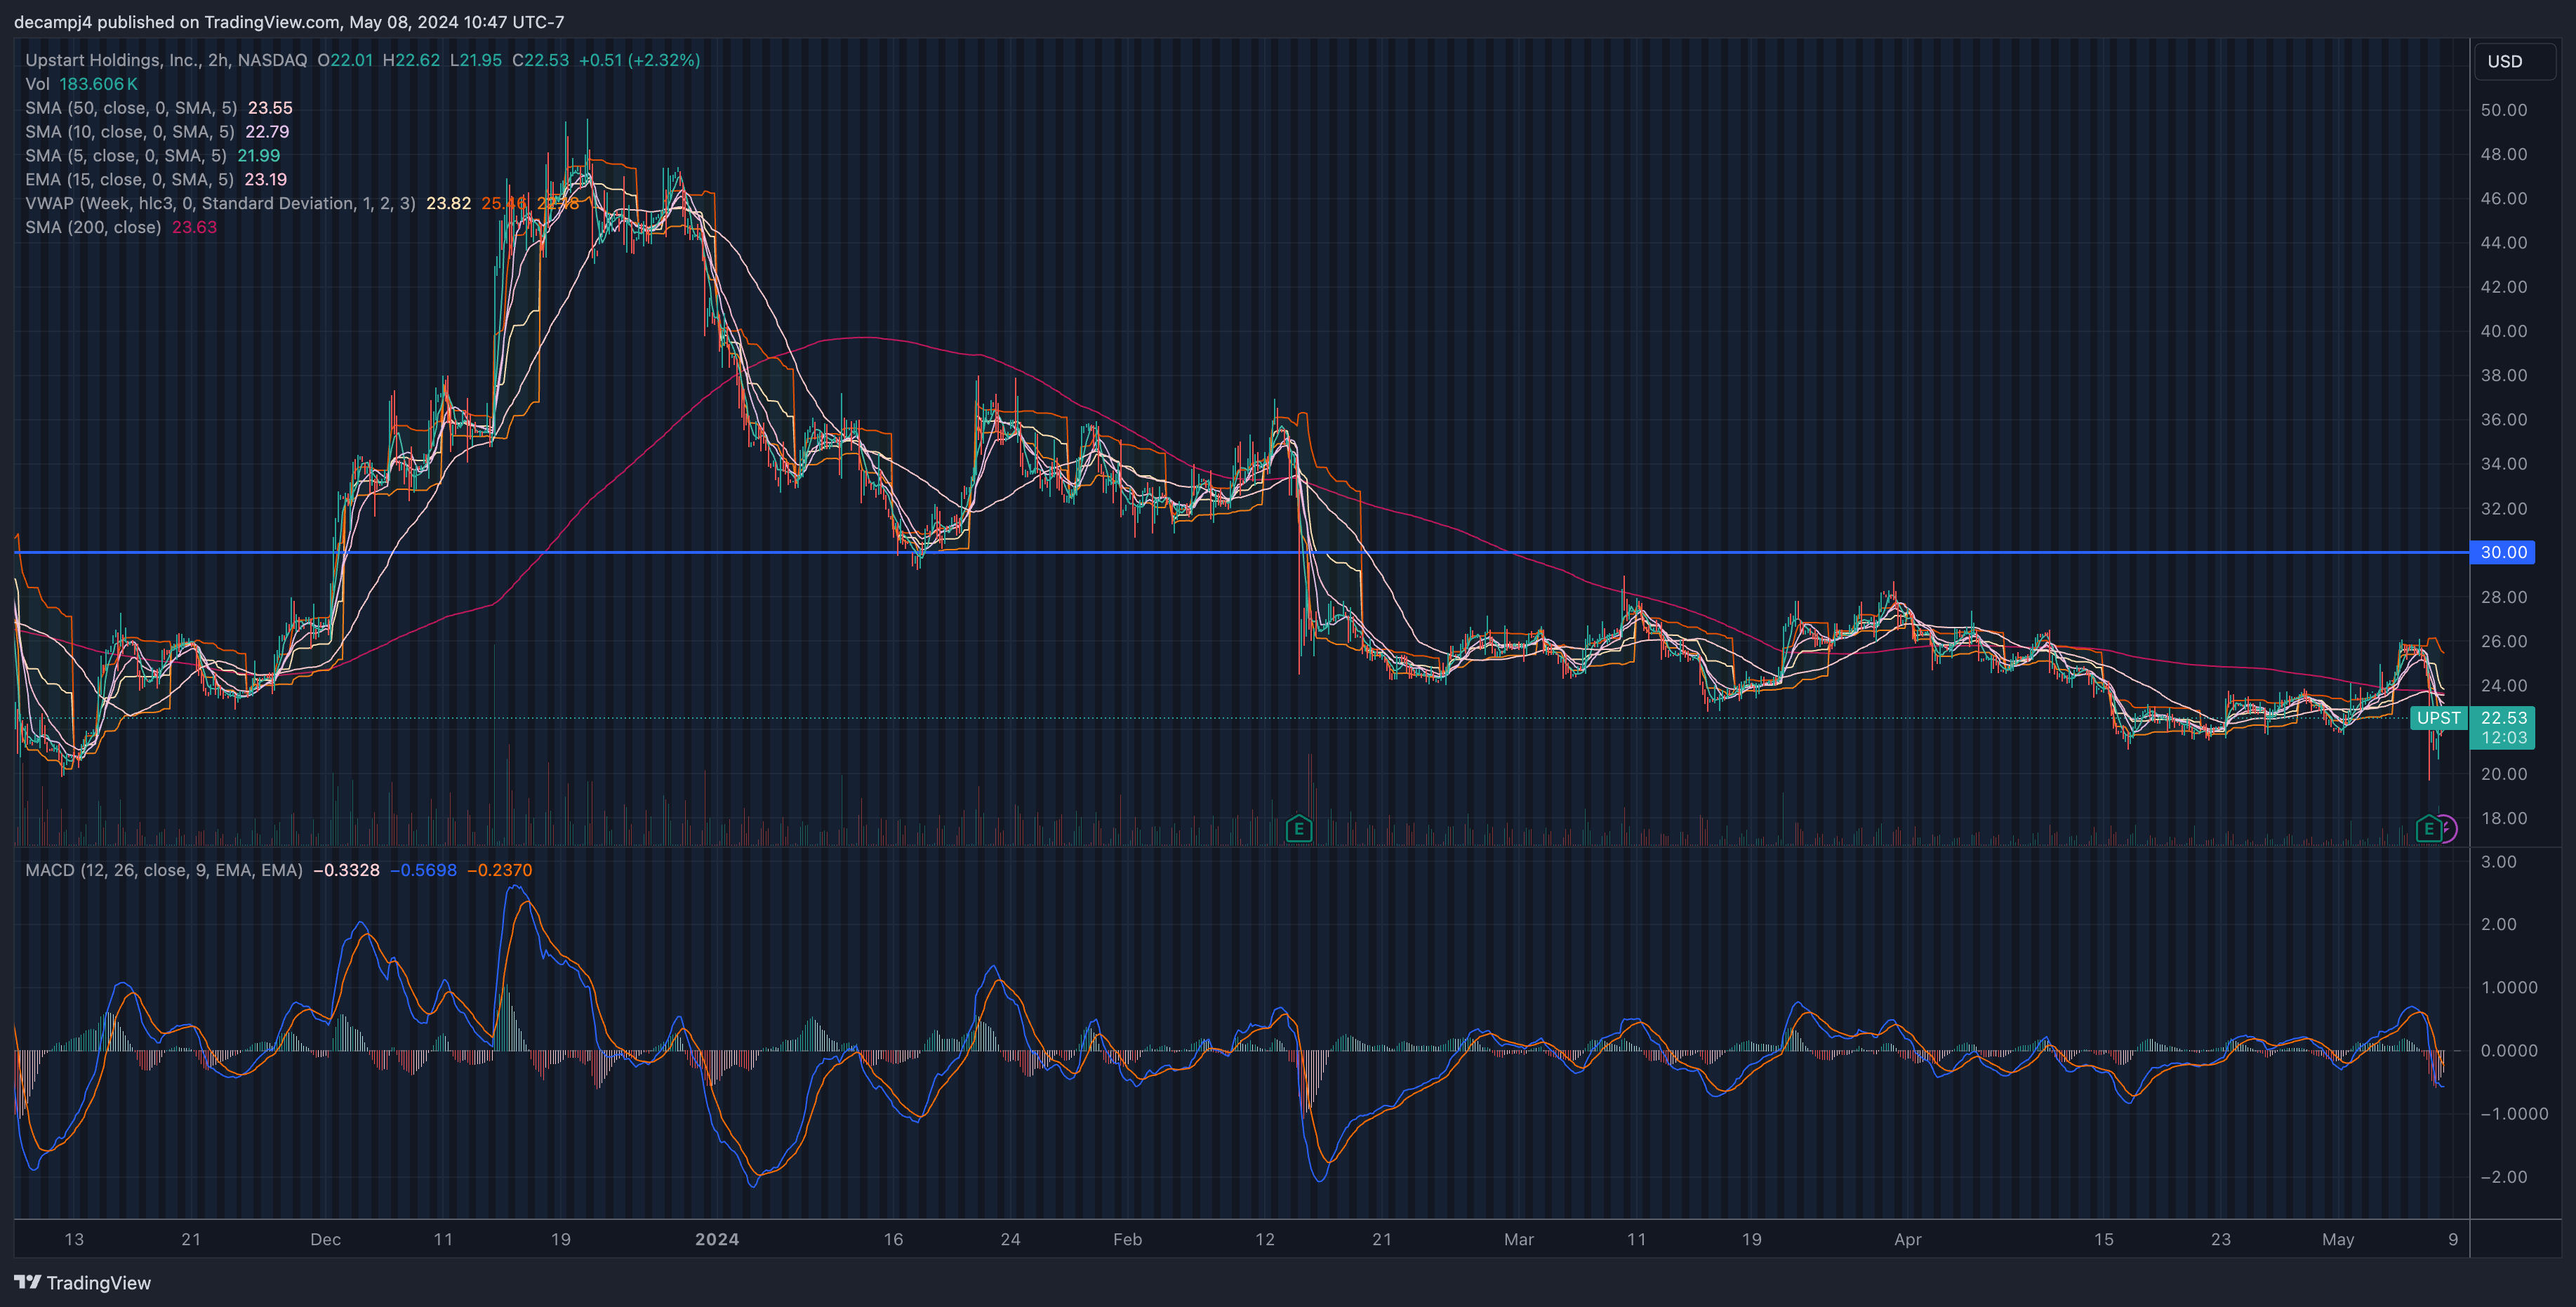 decampj4 published on TradingView.com, May 08, 2024 10:47 UTC-7
Upstart Holdings, Inc., 2h, NASDAQ O22.01 H22.62 L21.95 C22.53 +0.51 (+2.32%)
USD
Vol 183.606K
SMA (50, close, 0, SMA, 5) 23.55
SMA (10, close, 0, SMA, 5) 22.79
SMA (5, close, 0, SMA, 5) 21.99
EMA (15, close, 0, SMA, 5) 23.19
VWAP (Week, hlc3, 0, Standard Deviation, 1, 2, 3) 23.82
SMA (200, close) 23.63
50.00
48.00
46.00
44.00
42.00
40.00
38.00
36.00
34.00
32.00
30.00
28.00
26.00
24.00
UPST 22.53
12:03
20.00
18.00
E
E
MACD (12, 26, close, 9, EMA, EMA) −0.3328 −0.5698 −0.2370
3.00
2.00
1.0000
0.0000
−1.0000
−2.00
13 21 Dec 11 19 2024 16 24 Feb 12 21 Mar 11 19 Apr 15 23 May 9
TradingView